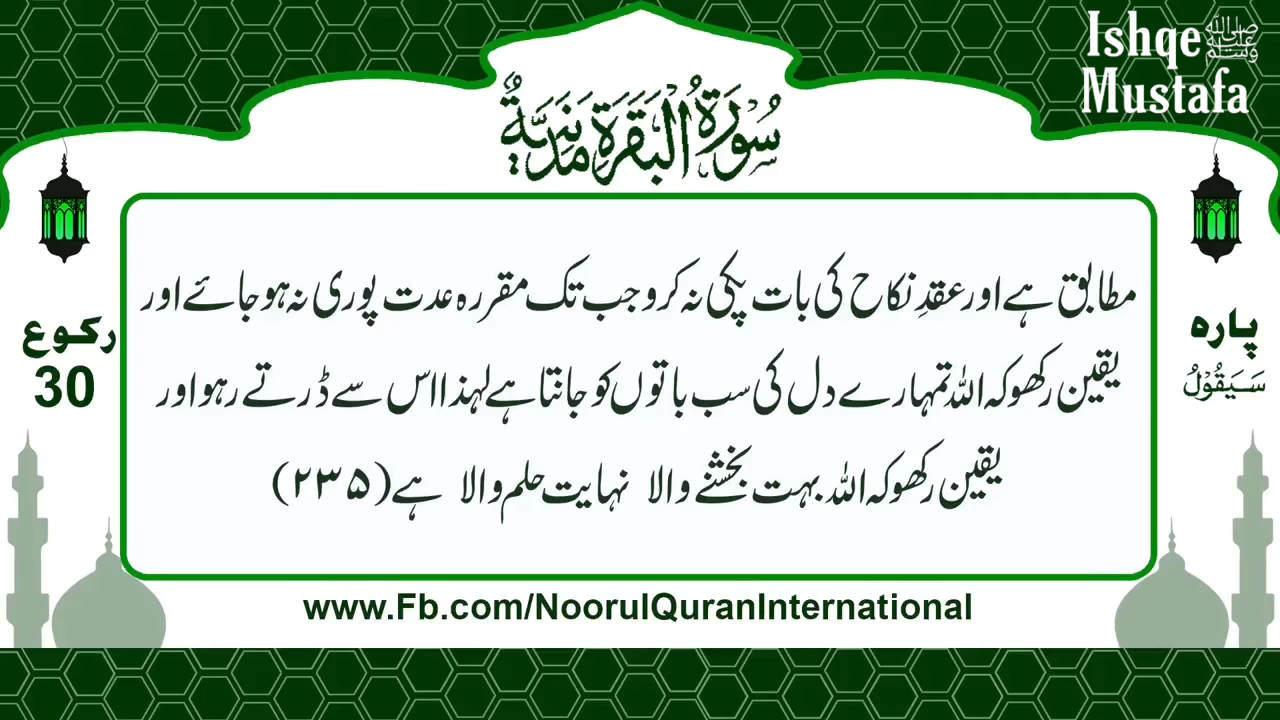 Ishqe ﷺ
Mustafa
سُوْرَةُ الْبَقَرَةِ مَدَنِيَّةٌ
مطابق ہے اور عقدِ نکاح کی بات پکی نہ کرو جب تک مقررہ عدت پوری نہ ہو جائے اور
یقین رکھو کہ اللہ تمہارے دل کی سب باتوں کو جانتا ہے لہذا اس سے ڈرتے رہو اور
یقین رکھو کہ اللہ بہت بخشنے والا نہایت حلم والا ہے (۲۳۵)
پارہ
سَيَقُوْلُ
رکوع
30
www.Fb.com/NoorulQuranInternational